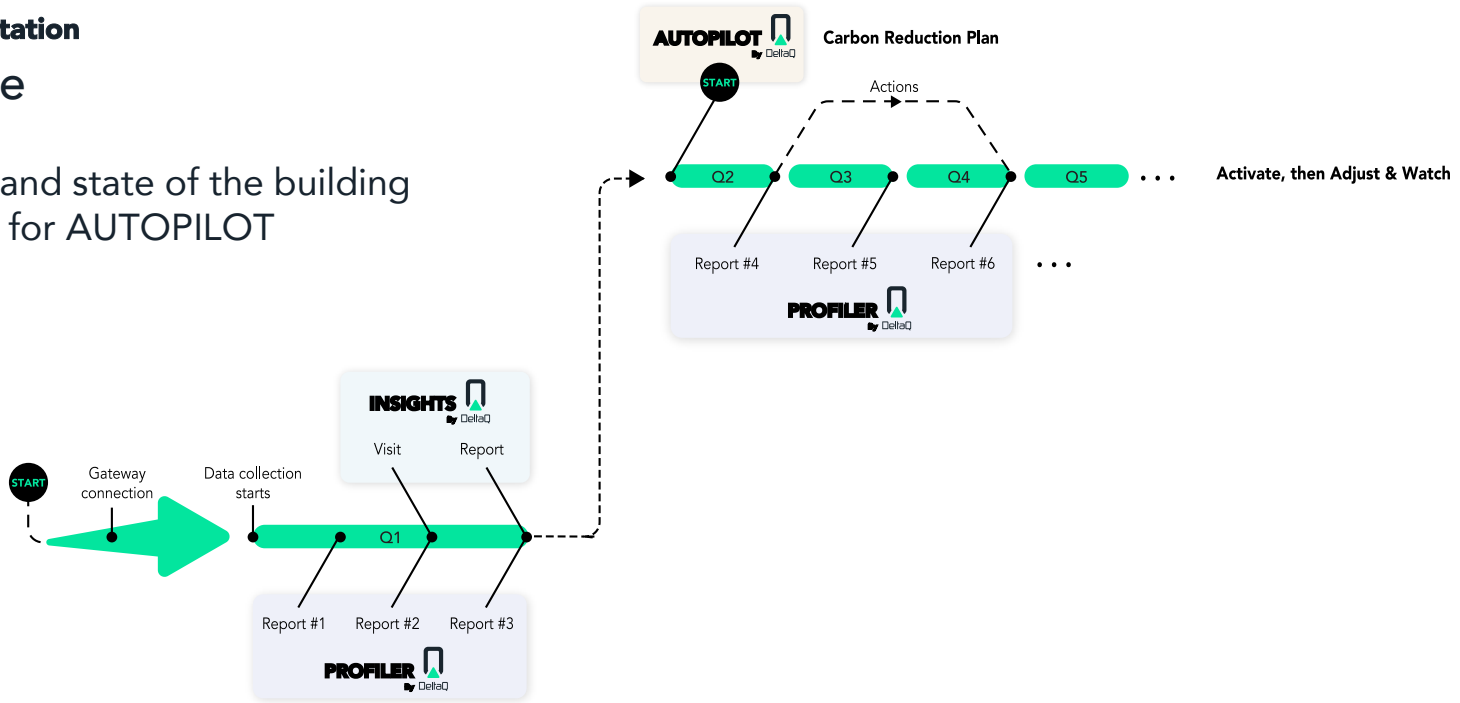 tation
e
and state of the building
for AUTOPILOT
AUTOPILOT
By DeltaQ
Carbon Reduction Plan
START
Actions
Q2
Q3
Q4
Q5
...
Activate, then Adjust & Watch
Report #4
Report #5
Report #6
...
PROFILER
By DeltaQ
INSIGHTS
By DeltaQ
Visit
Report
START
Gateway
connection
Data collection
starts
Q1
Report #1
Report #2
Report #3
PROFILER
By DeltaQ